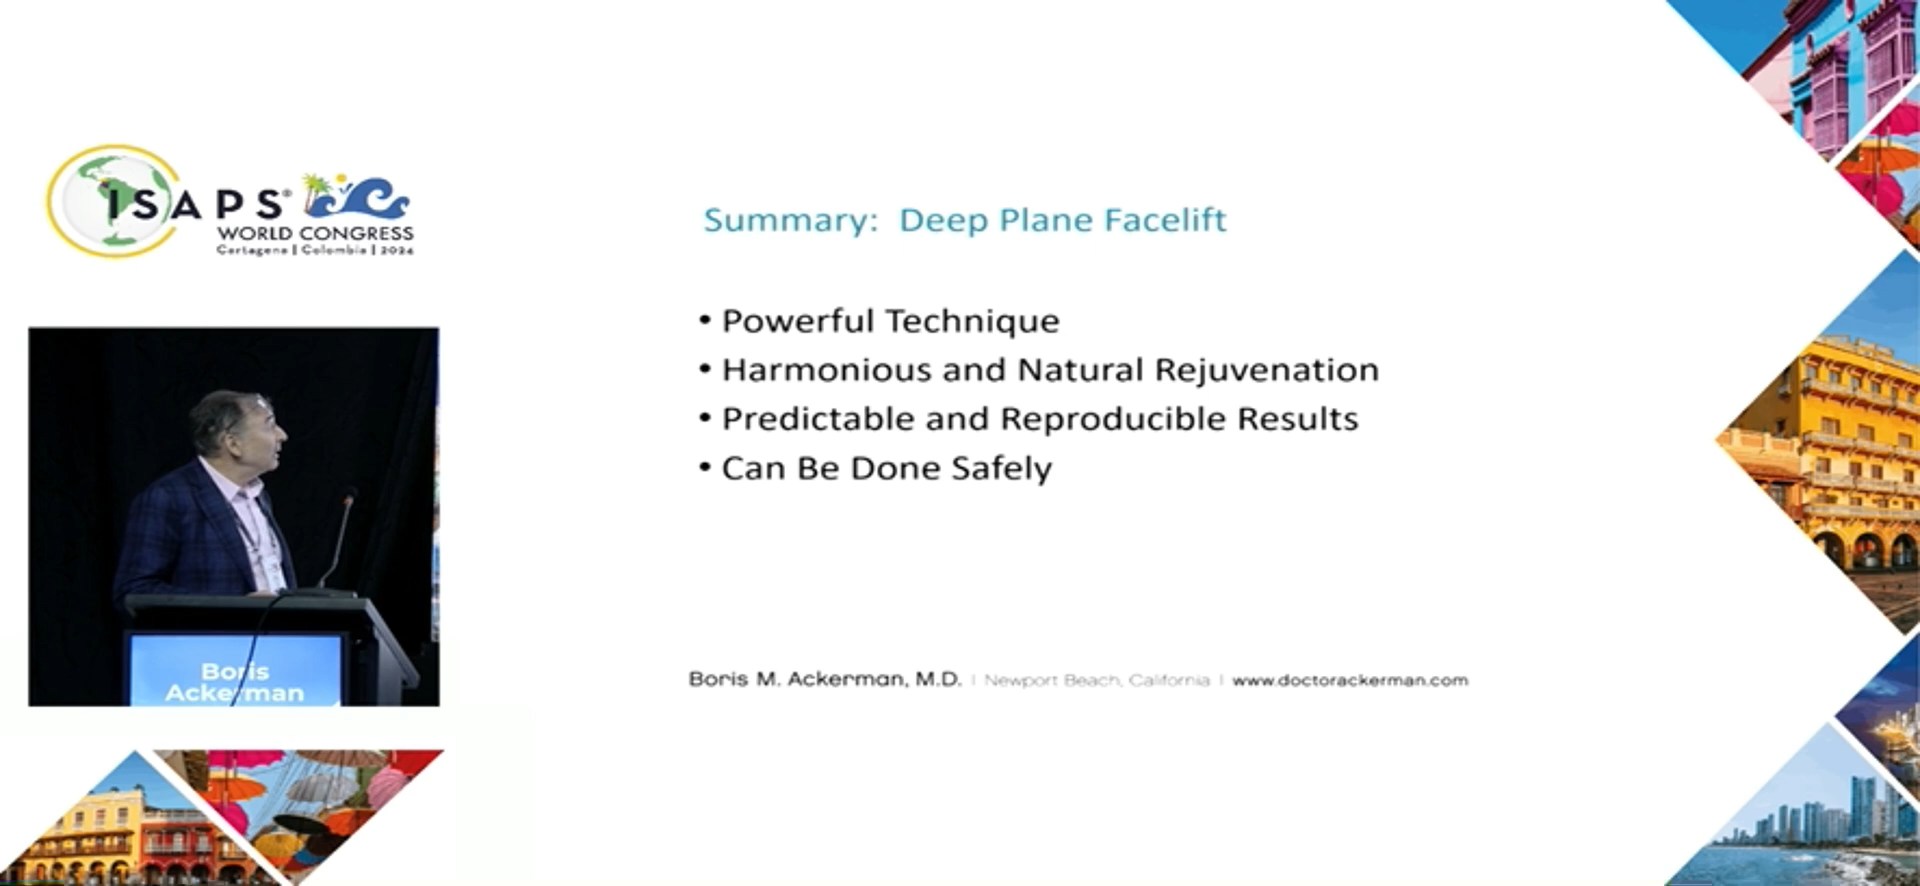 ISAPS®
WORLD CONGRESS
Cartagena | Colombia | 2024
Summary:  Deep Plane Facelift
• Powerful Technique
• Harmonious and Natural Rejuvenation
• Predictable and Reproducible Results
• Can Be Done Safely
Boris M. Ackerman, M.D. | Newport Beach, California | www.doctorackerman.com
Boris
Ackerman